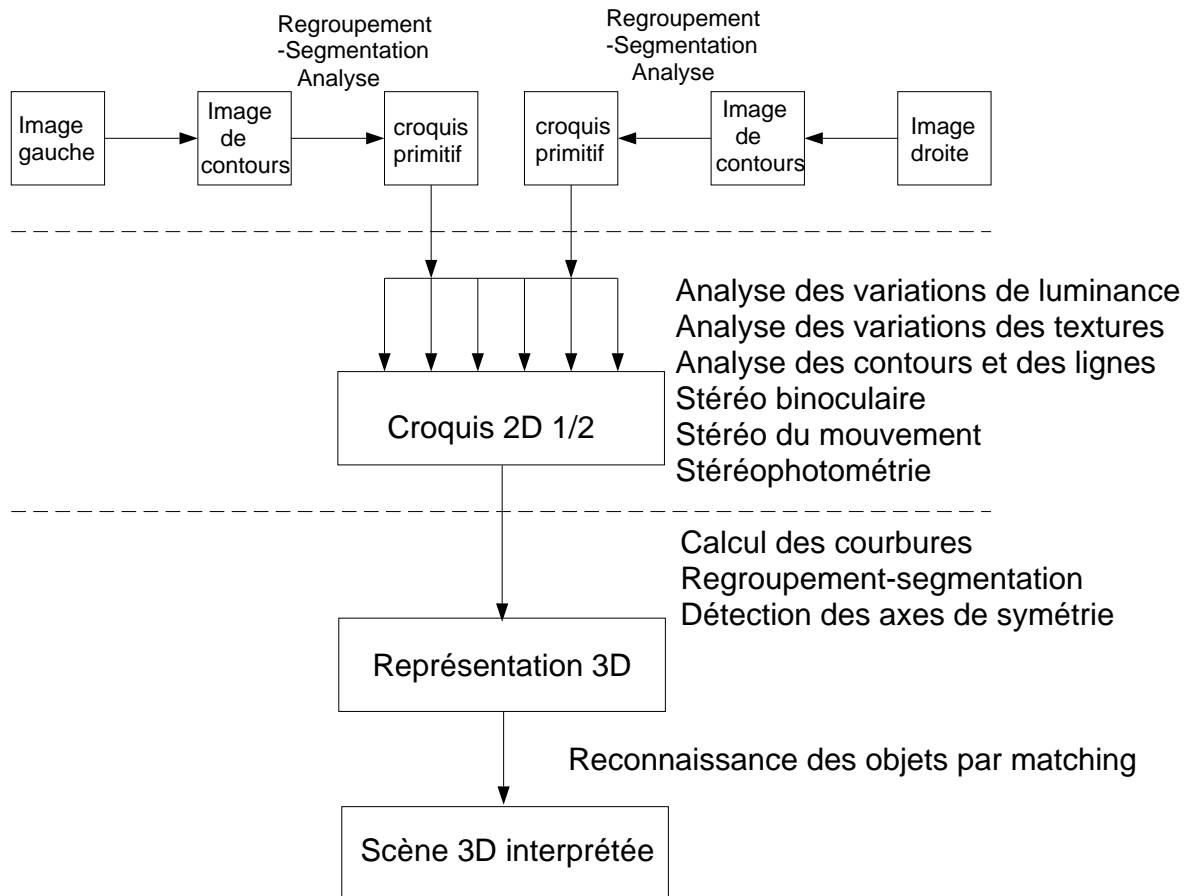 Regroupement
-Segmentation
Analyse
Regroupement
-Segmentation
Analyse
Image
gauche
Image
de
contours
croquis
primitif
croquis
primitif
Image
de
contours
Image
droite
Analyse des variations de luminance
Analyse des variations des textures
Analyse des contours et des lignes
Stéréo binoculaire
Stéréo du mouvement
Stéréophotométrie
Croquis 2D 1/2
Calcul des courbures
Regroupement-segmentation
Détection des axes de symétrie
Représentation 3D
Reconnaissance des objets par matching
Scène 3D interprétée